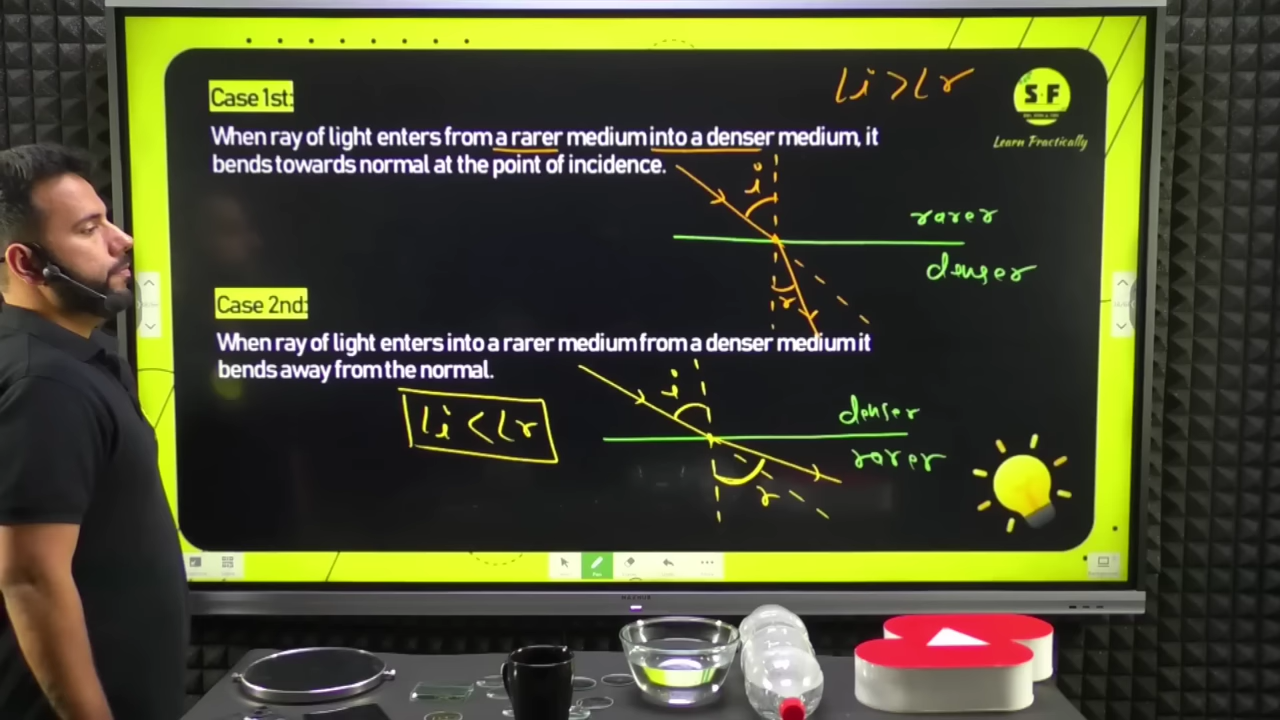 Case 1st:
∠i > ∠r
S F
Learn Practically
When ray of light enters from a rarer medium into a denser medium, it
bends towards normal at the point of incidence.
i
rarer
denser
r
Case 2nd:
When ray of light enters into a rarer medium from a denser medium it
bends away from the normal.
i
∠i < ∠r
denser
rarer
r